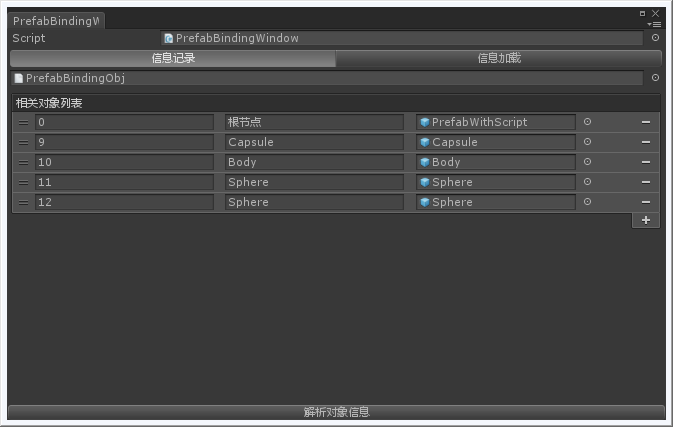 PrefabBindingW
Script PrefabBindingWindow
信息记录 信息加载
PrefabBindingObj
相关对象列表
0 根节点 PrefabWithScript
9 Capsule Capsule
10 Body Body
11 Sphere Sphere
12 Sphere Sphere
解析对象信息